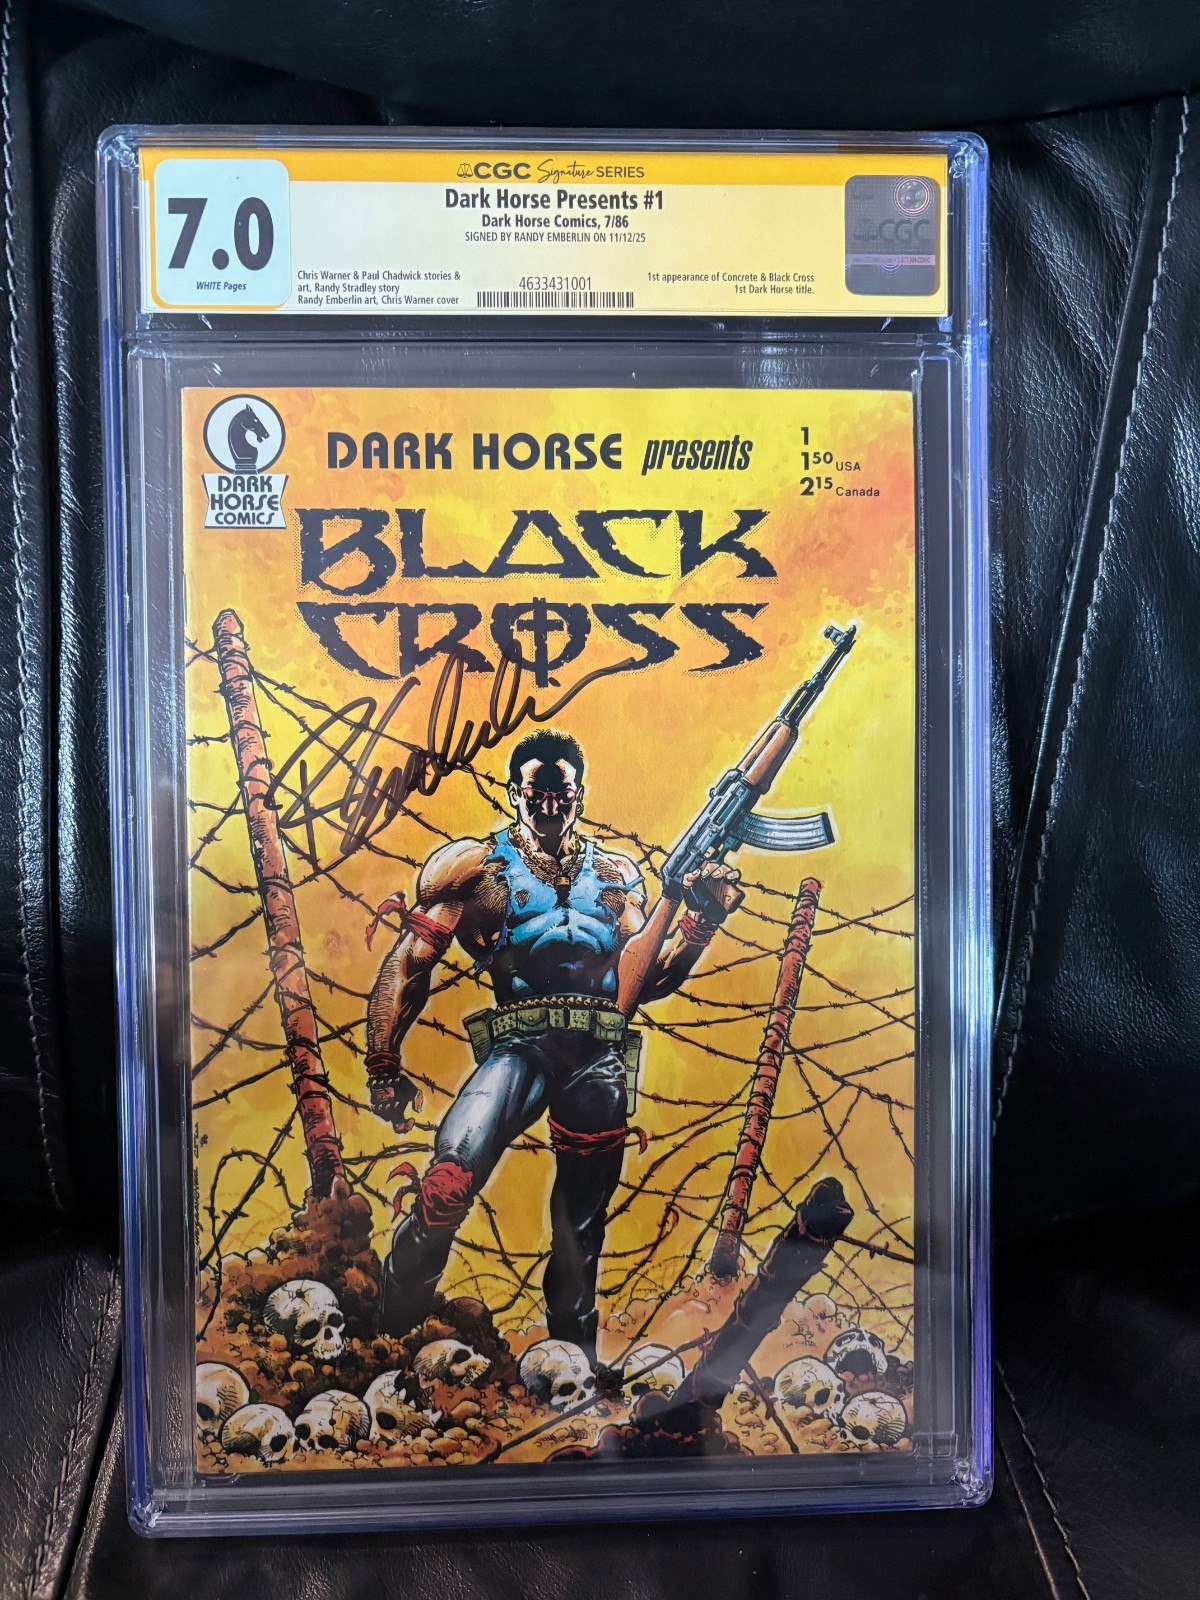 CGC Signature SERIES
7.0
WHITE Pages
Dark Horse Presents #1
Dark Horse Comics, 7/86
SIGNED BY RANDY EMBERLIN ON 11/12/25
Chris Warner & Paul Chadwick stories &
art, Randy Stradley story
Randy Emberlin art, Chris Warner cover
4633431001
1st appearance of Concrete & Black Cross
1st Dark Horse title.
CGC
DARK
HORSE
COMICS
DARK HORSE presents
1
1 50 USA
2 15 Canada
BLACK
CROSS
R Emberlin